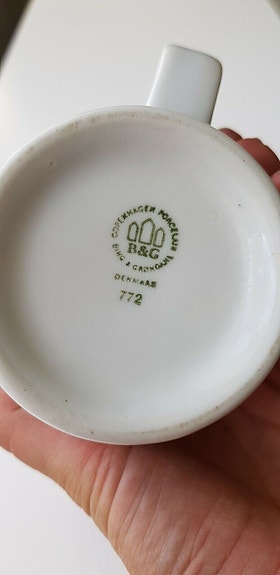 COPENHAGEN PORCELAIN
B&G
BING & GRØNDAHL
DENMARK
772